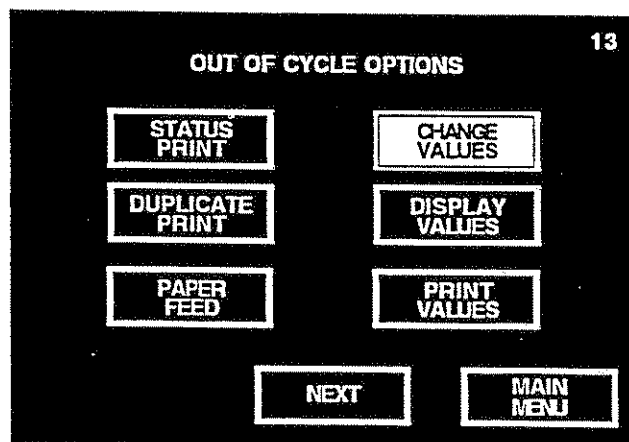 13
OUT OF CYCLE OPTIONS
STATUS
PRINT
CHANGE
VALUES
DUPLICATE
PRINT
DISPLAY
VALUES
PAPER
FEED
PRINT
VALUES
NEXT
MAIN
MENU